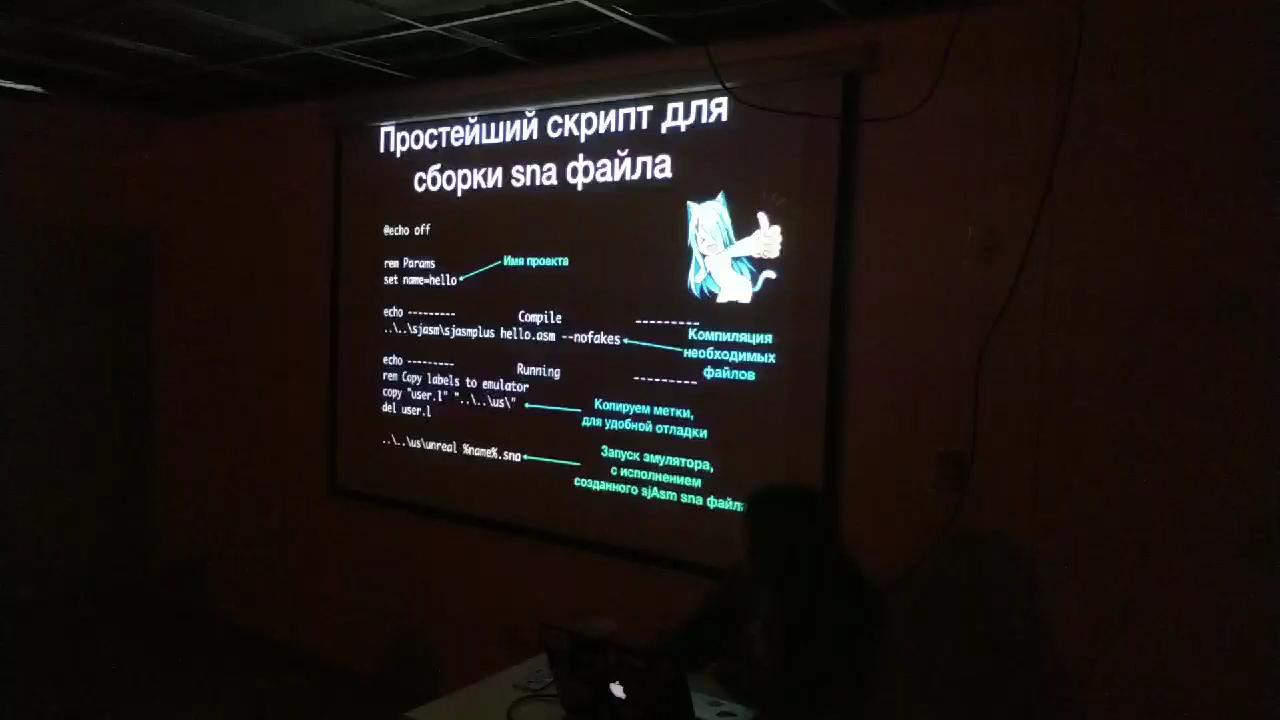 Простейший скрипт для
сборки sna файла
@echo off
rem Params
set name=hello
Имя проекта
echo --------- Compile ---------
..\..\sjasm\sjasmplus hello.asm --nofakes
Компиляция
необходимых
файлов
echo --------- Running ---------
rem Copy labels to emulator
copy "user.l" "..\..\us\"
del user.l
Копируем метки,
для удобной отладки
..\..\us\unreal %name%.sna
Запуск эмулятора,
с исполнением
созданного sjAsm sna файла